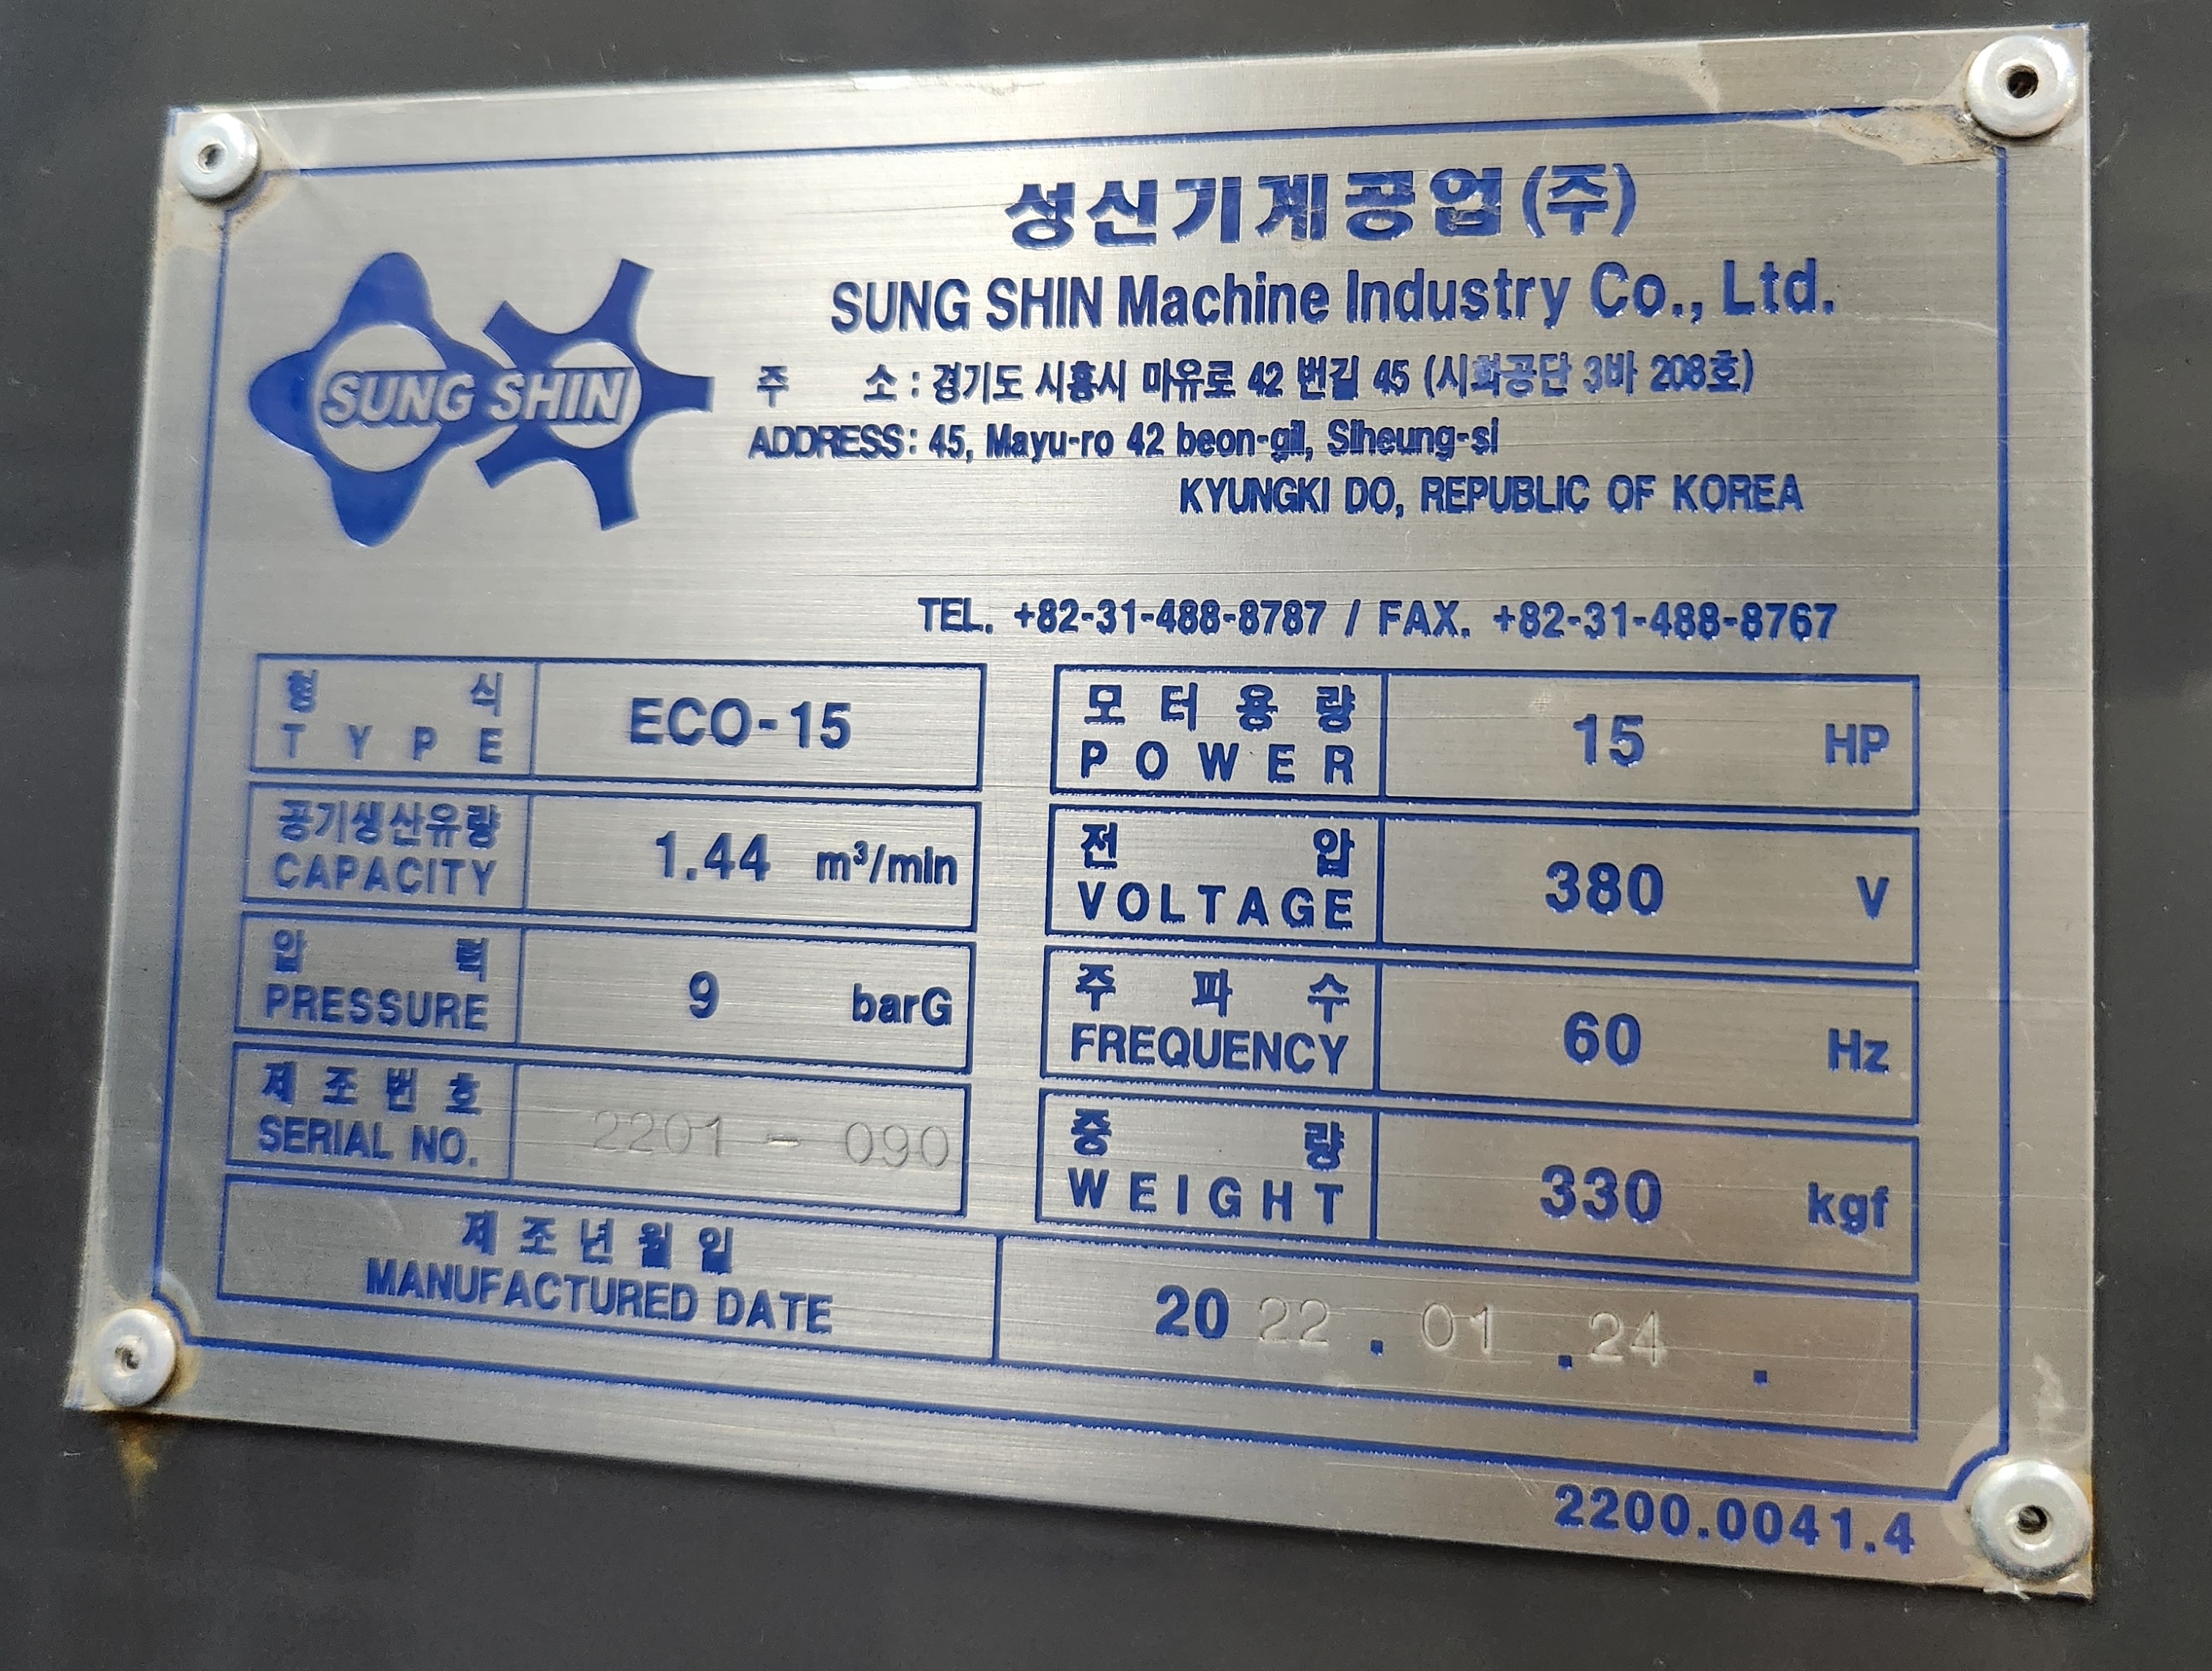 성신기계공업(주)
SUNG SHIN Machine Industry Co., Ltd.
SUNG SHIN
주 소 : 경기도 시흥시 마유로 42 번길 45 (시화공단 3바 208호)
ADDRESS: 45, Mayu-ro 42 beon-gil, Siheung-si
KYUNGKI DO, REPUBLIC OF KOREA
TEL. +82-31-488-8787 / FAX. +82-31-488-8767
형 식
TYPE ECO-15
공기생산유량
CAPACITY 1.44 m³/min
압 력
PRESSURE 9 barG
제조번호
SERIAL NO. 2201 - 090
모터용량
POWER 15 HP
전 압
VOLTAGE 380 V
주 파 수
FREQUENCY 60 Hz
중 량
WEIGHT 330 kgf
제조년월일
MANUFACTURED DATE 2022 . 01 . 24 .
2200.0041.4